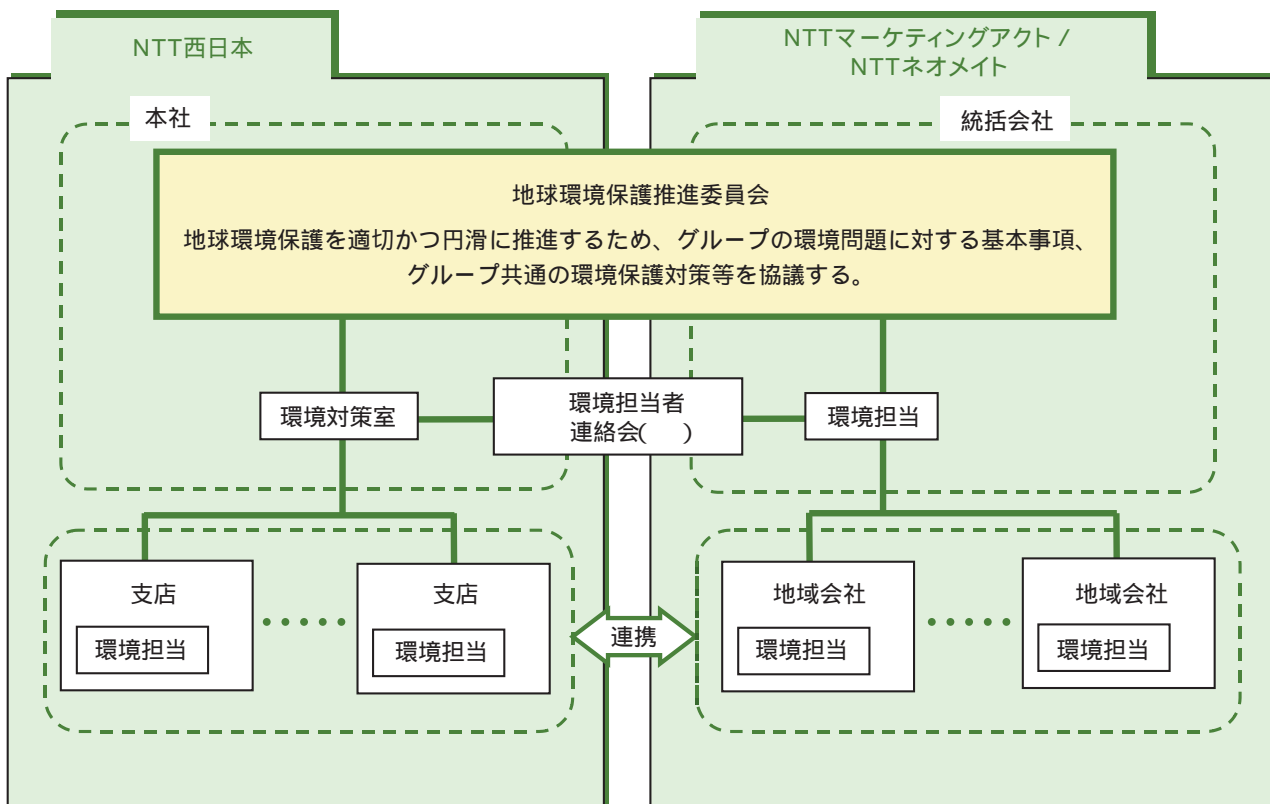 NTT西日本
NTTマーケティングアクト /
NTTネオメイト
本社
統括会社
地球環境保護推進委員会
地球環境保護を適切かつ円滑に推進するため、グループの環境問題に対する基本事項、
グループ共通の環境保護対策等を協議する。
環境対策室
環境担当者
連絡会(　)
環境担当
支店
環境担当
支店
環境担当
連携
地域会社
環境担当
地域会社
環境担当